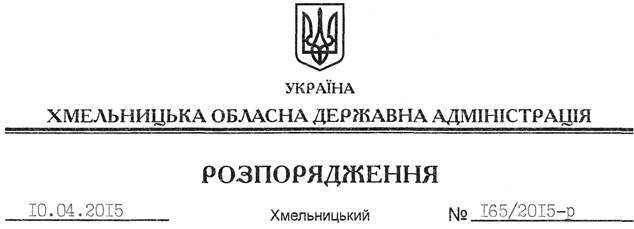 УКРАЇНА
ХМЕЛЬНИЦЬКА ОБЛАСНА ДЕРЖАВНА АДМІНІСТРАЦІЯ
РОЗПОРЯДЖЕННЯ
10.04.2015 Хмельницький № 165/2015-р